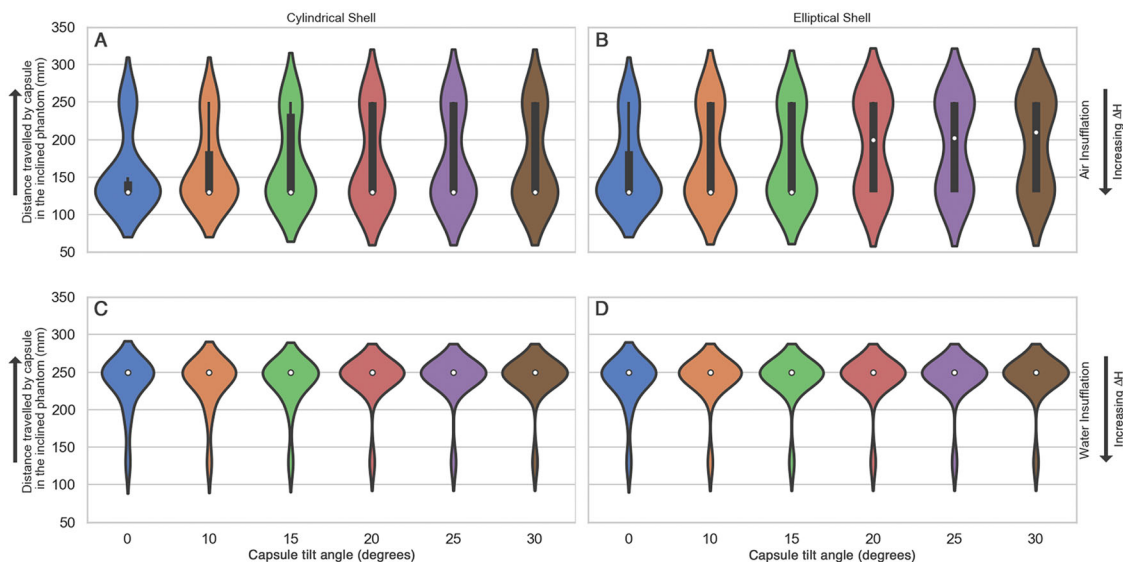 Cylindrical Shell
Elliptical Shell
A
B
350
300
250
200
150
100
50
Distance travelled by capsule
in the inclined phantom (mm)
Air Insufflation
Increasing ΔH
C
D
350
300
250
200
150
100
50
Distance travelled by capsule
in the inclined phantom (mm)
Water Insufflation
Increasing ΔH
0 10 15 20 25 30
0 10 15 20 25 30
Capsule tilt angle (degrees)
Capsule tilt angle (degrees)